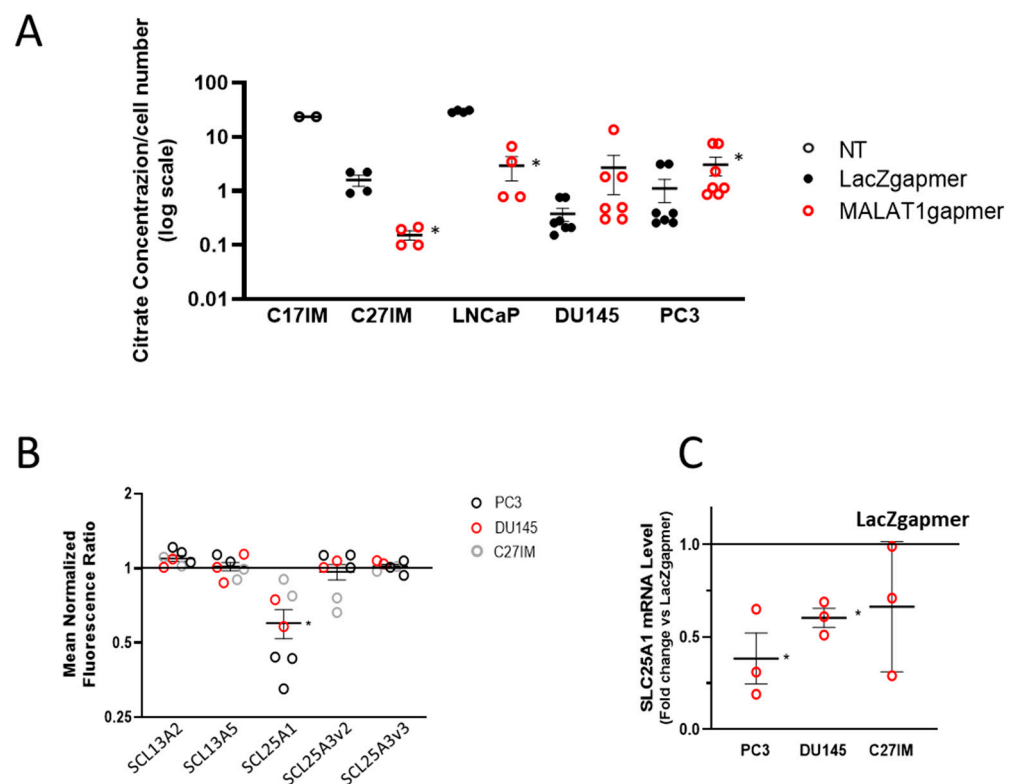 A
Citrate Concentrazion/cell number
(log scale)
100
10
1
0.1
0.01
C17IM C27IM LNCaP DU145 PC3
*
*
*
NT
LacZgapmer
MALAT1gapmer
B
Mean Normalized
Fluorescence Ratio
2
1
0.5
0.25
*
SCL13A2 SCL13A5 SCL25A1 SCL25A3v2 SCL25A3v3
PC3
DU145
C27IM
C
SLC25A1 mRNA Level
(Fold change vs LacZgapmer)
LacZgapmer
1.0
0.5
0.0
*
*
PC3 DU145 C27IM